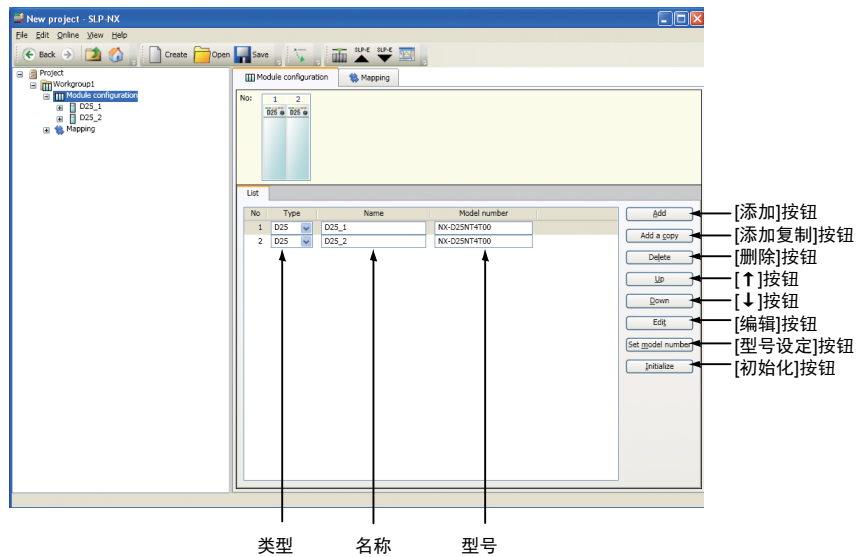 New project - SLP-NX
File Edit Online View Help
Back Create Open Save SLP-E SLP-E
Project
Workgroup1
Module configuration
D25_1
D25_2
Mapping
Module configuration Mapping
No: 1 2
D25 D25
List
No Type Name Model number
1 D25 D25_1 NX-D25NT4T00
2 D25 D25_2 NX-D25NT4T00
Add [添加]按钮
Add a copy [添加复制]按钮
Delete [删除]按钮
Up [↑]按钮
Down [↓]按钮
Edit [编辑]按钮
Set model number [型号设定]按钮
Initialize [初始化]按钮
类型 名称 型号